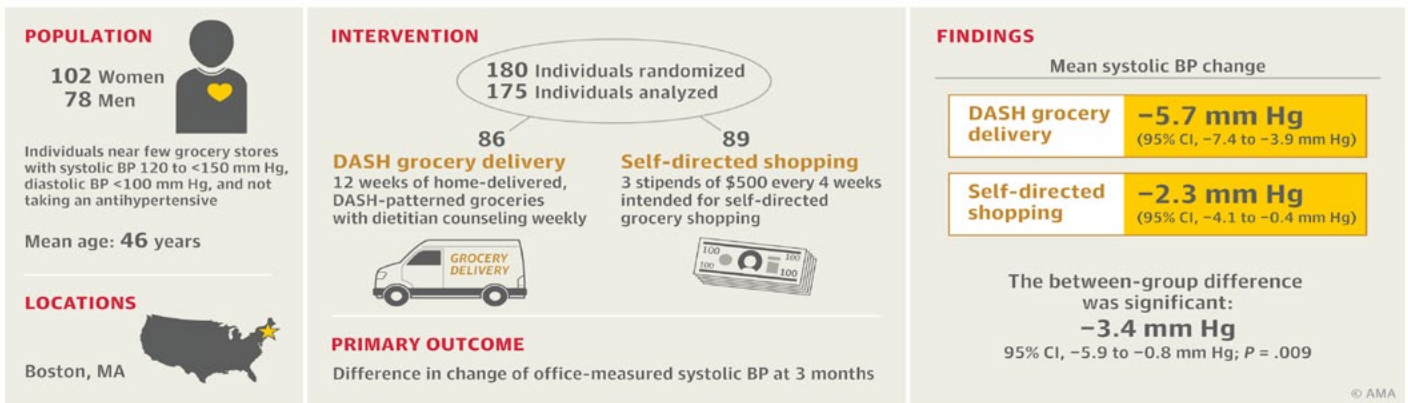 POPULATION
102 Women
78 Men
Individuals near few grocery stores
with systolic BP 120 to <150 mm Hg,
diastolic BP <100 mm Hg, and not
taking an antihypertensive
Mean age: 46 years
LOCATIONS
Boston, MA
INTERVENTION
180 Individuals randomized
175 Individuals analyzed
86
DASH grocery delivery
12 weeks of home-delivered,
DASH-patterned groceries
with dietitian counseling weekly
GROCERY
DELIVERY
89
Self-directed shopping
3 stipends of $500 every 4 weeks
intended for self-directed
grocery shopping
100 100
100 100
PRIMARY OUTCOME
Difference in change of office-measured systolic BP at 3 months
FINDINGS
Mean systolic BP change
DASH grocery
delivery
−5.7 mm Hg
(95% CI, −7.4 to −3.9 mm Hg)
Self-directed
shopping
−2.3 mm Hg
(95% CI, −4.1 to −0.4 mm Hg)
The between-group difference
was significant:
−3.4 mm Hg
95% CI, −5.9 to −0.8 mm Hg; P = .009
© AMA